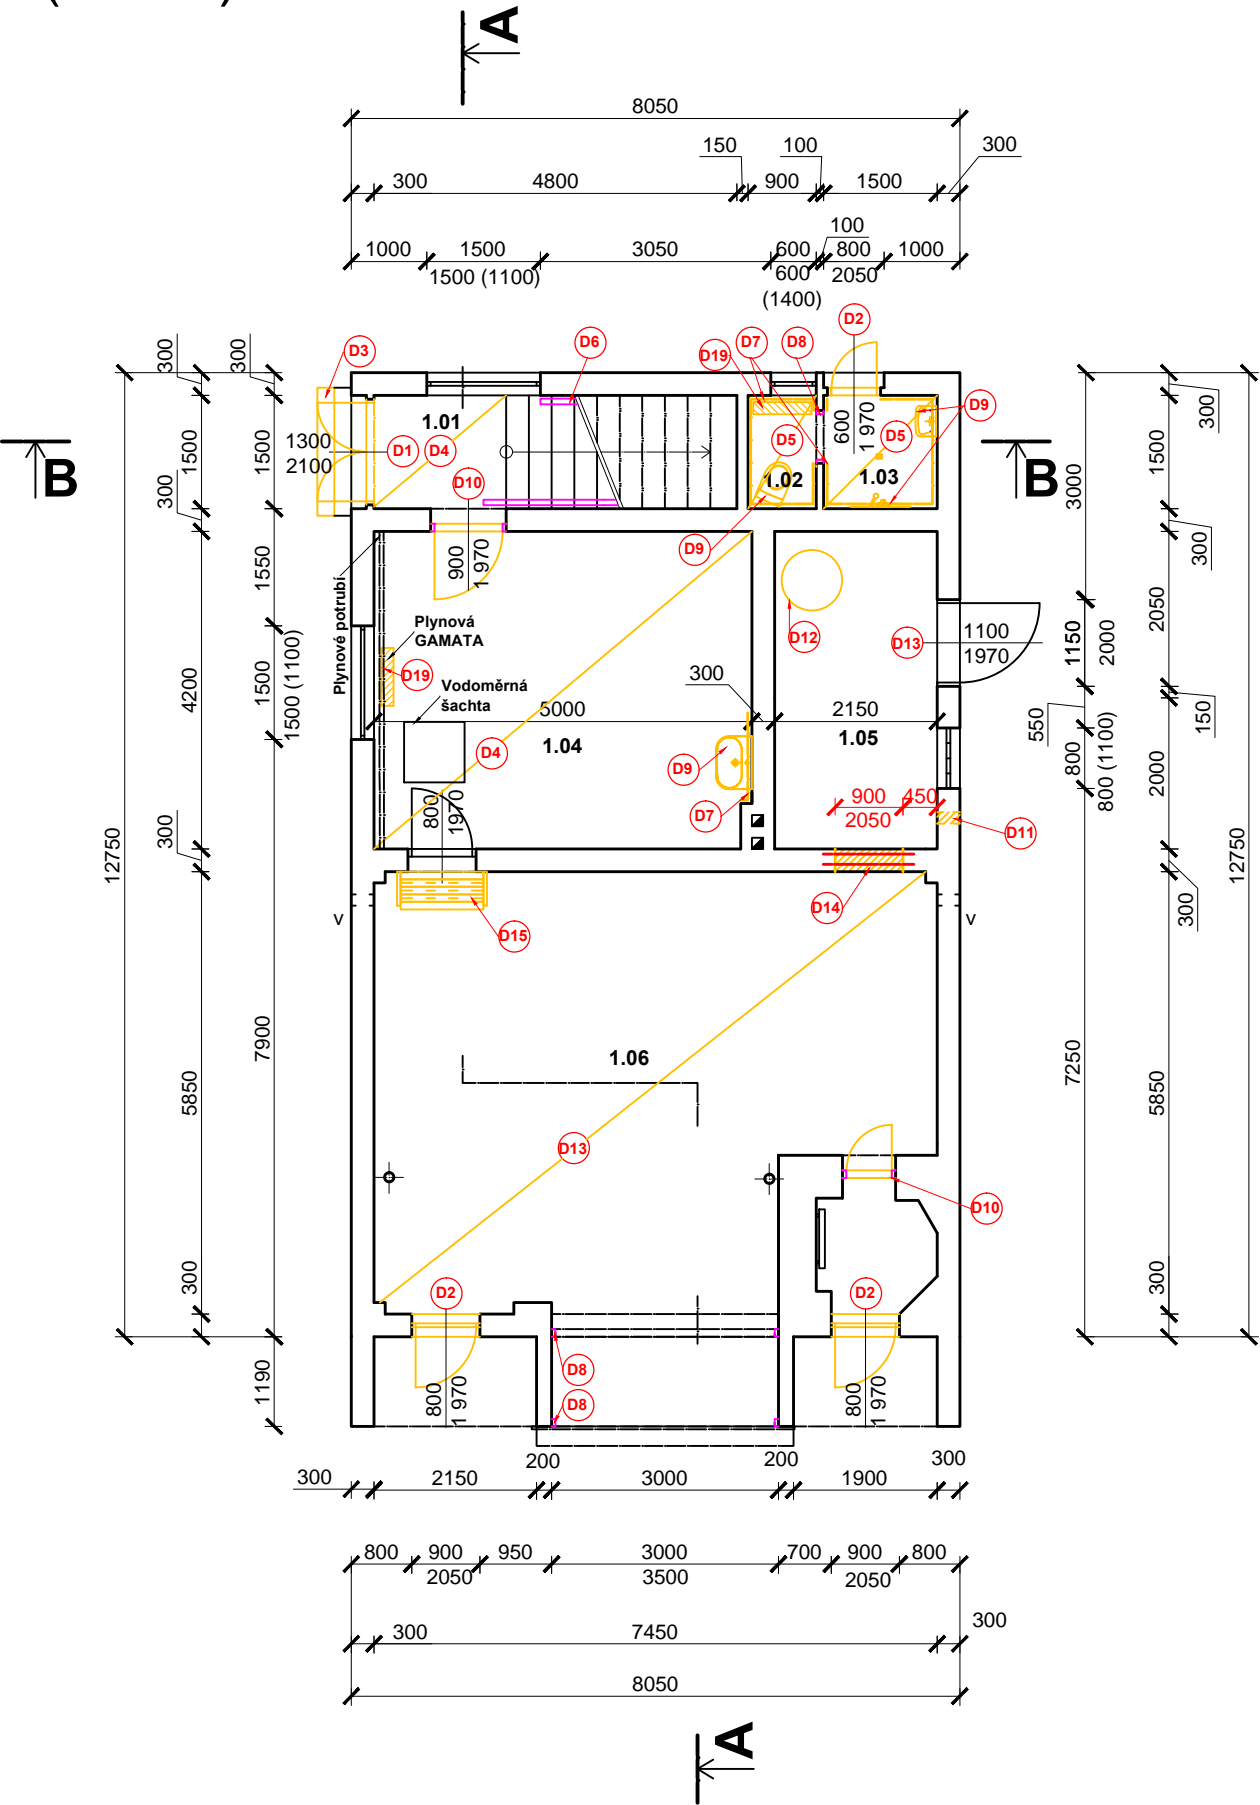 A
8050
150
100
300
300
4800
900
1500
100
1000
1500
1500 (1100)
3050
600
600
(1400)
800
2050
1000
D2
D3
D6
D19
D7
D8
300
300
1.01
D1
D4
D10
1300
2100
D5
1.02
600
1 970
D5
1.03
D9
D9
B
B
300
1500
300
1500
300
1500
300
3000
12750
4200
1550
1500
1500 (1100)
300
Plynové potrubí
900
1 970
Plynová
GAMATA
D19
Vodoměrná
šachta
5000
300
2150
D12
D13
1100
1970
1150
2000
2050
150
550
1.04
1.05
D4
D9
D7
800
1970
900
2050
450
D11
800
800 (1100)
2000
300
12750
D14
D15
V
V
7900
5850
7250
5850
1.06
D13
D10
300
300
D2
D2
D8
D8
1190
800
1 970
800
1 970
300
2150
200
3000
200
1900
300
800
900
2050
950
3000
3500
700
900
2050
800
300
7450
300
8050
A